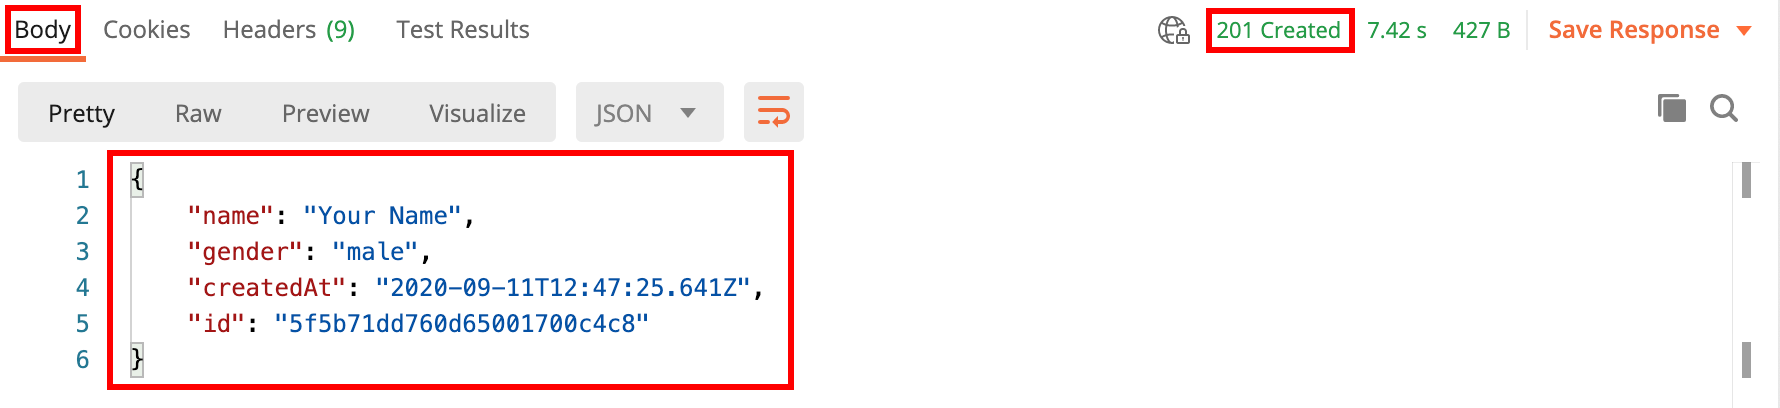 Body Cookies Headers (9) Test Results 201 Created 7.42 s 427 B Save Response
Pretty Raw Preview Visualize JSON
1 {
2 "name": "Your Name",
3 "gender": "male",
4 "createdAt": "2020-09-11T12:47:25.641Z",
5 "id": "5f5b71dd760d65001700c4c8"
6 }